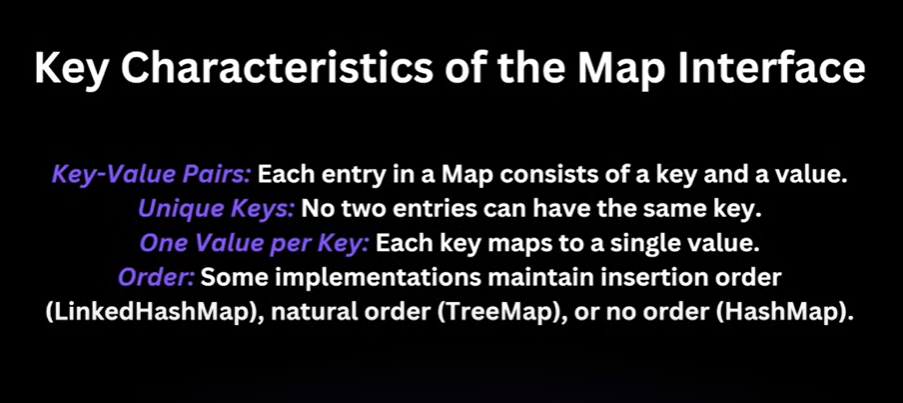 Key Characteristics of the Map Interface
Key-Value Pairs: Each entry in a Map consists of a key and a value.
Unique Keys: No two entries can have the same key.
One Value per Key: Each key maps to a single value.
Order: Some implementations maintain insertion order
(LinkedHashMap), natural order (TreeMap), or no order (HashMap).